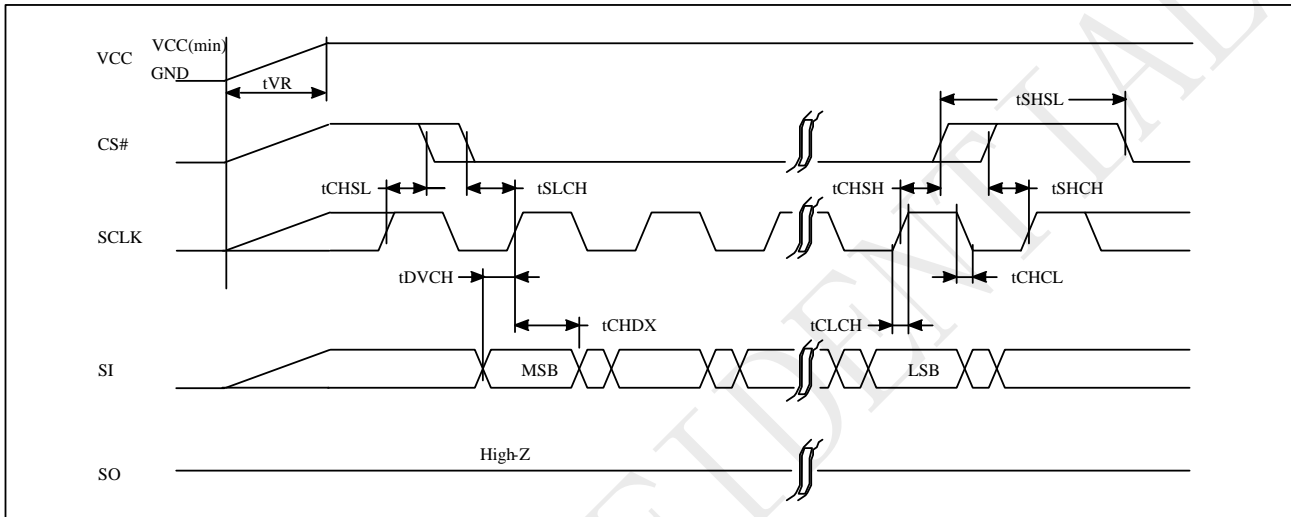 VCC VCC(min)
GND
tVR
tSHSL
CS#
tCHSL tSLCH tCHSH tSHCH
SCLK
tDVCH tCHCL
tCHDX tCLCH
SI MSB LSB
High-Z
SO
IDENTIAL